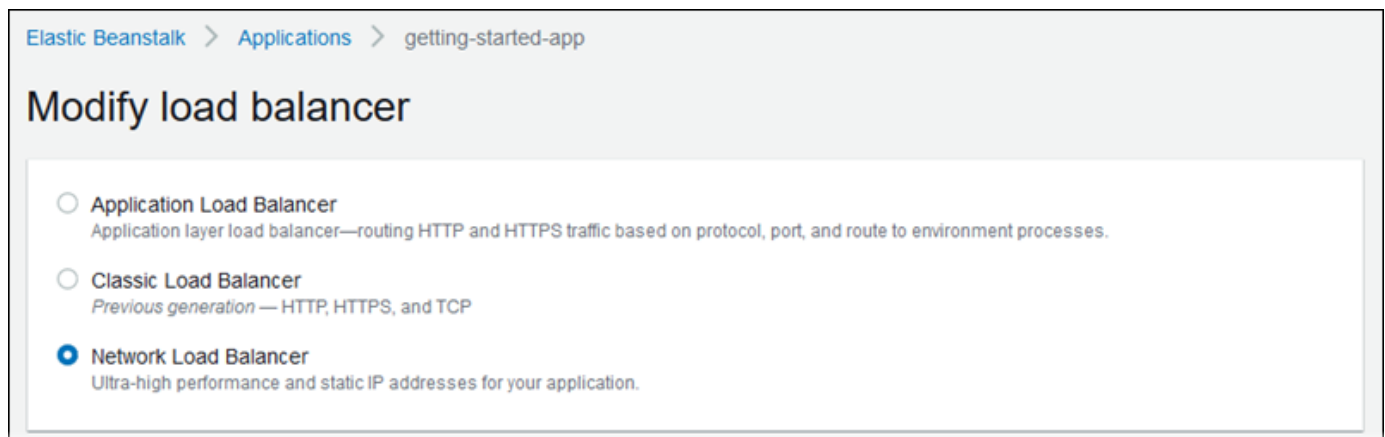 Elastic Beanstalk > Applications > getting-started-app
Modify load balancer
Application Load Balancer
Application layer load balancer—routing HTTP and HTTPS traffic based on protocol, port, and route to environment processes.
Classic Load Balancer
Previous generation — HTTP, HTTPS, and TCP
Network Load Balancer
Ultra-high performance and static IP addresses for your application.